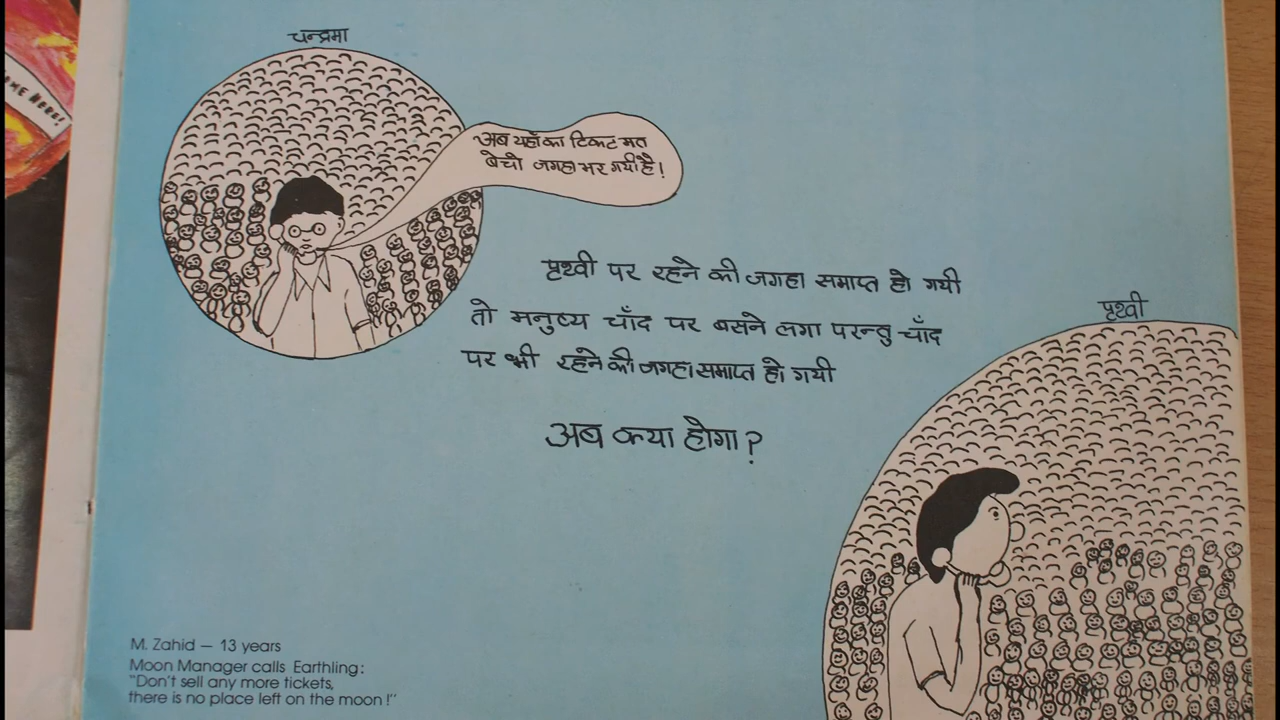 चन्द्रमा
अब यहाँ का टिकट मत
बेचो जगहा भर गयी है!
पृथ्वी पर रहने की जगहा समाप्त हो गयी
तो मनुष्य चाँद पर बसने लगा परन्तु चाँद
पर भी रहने की जगहा समाप्त हो गयी
अब क्या होगा?
पृथ्वी
M. Zahid — 13 years
Moon Manager calls Earthling:
"Don't sell any more tickets,
there is no place left on the moon!"
HERE!